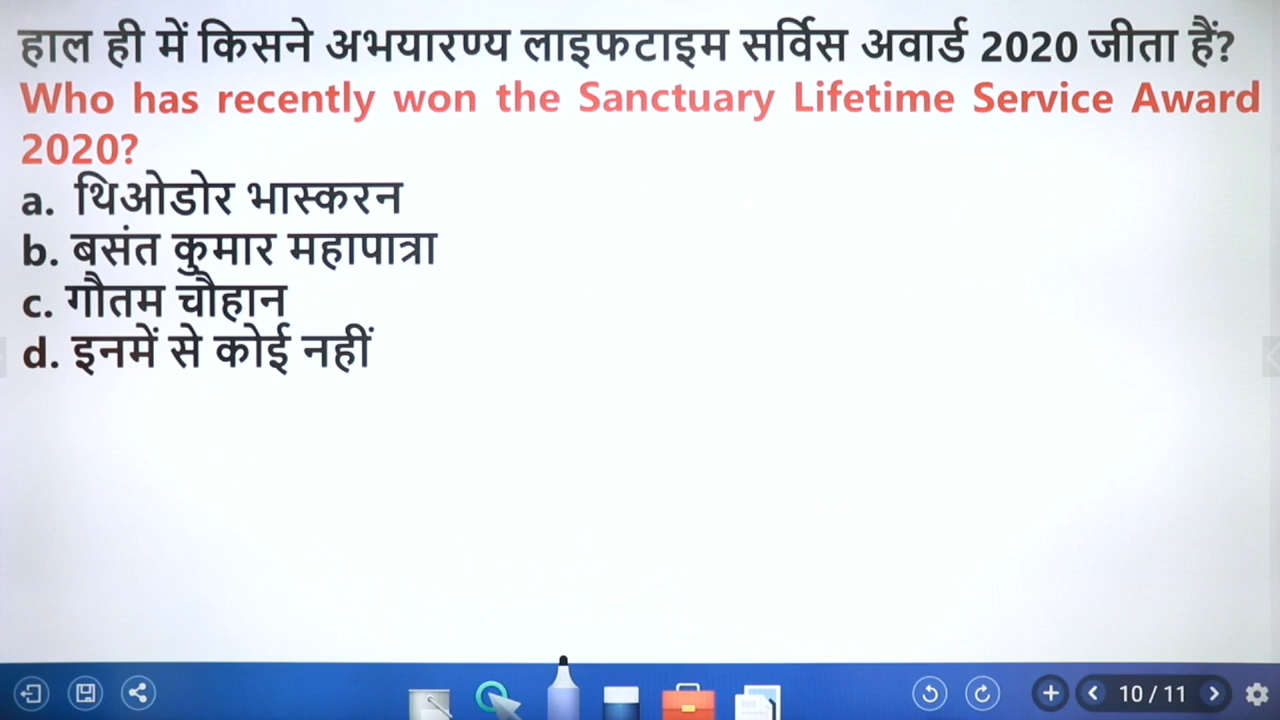 हाल ही में किसने अभयारण्य लाइफटाइम सर्विस अवार्ड 2020 जीता हैं?
Who has recently won the Sanctuary Lifetime Service Award
2020?
a. थिओडोर भास्करन
b. बसंत कुमार महापात्रा
c. गौतम चौहान
d. इनमें से कोई नहीं
10 / 11